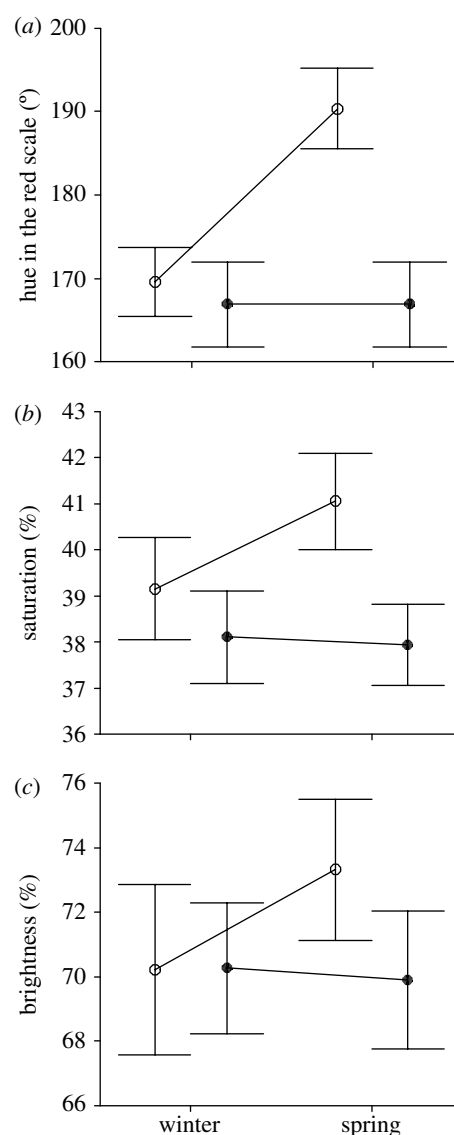 (a)
200
190
180
170
160
hue in the red scale (º)
(b)
43
42
41
40
39
38
37
36
saturation (%)
(c)
76
74
72
70
68
66
brightness (%)
winter spring